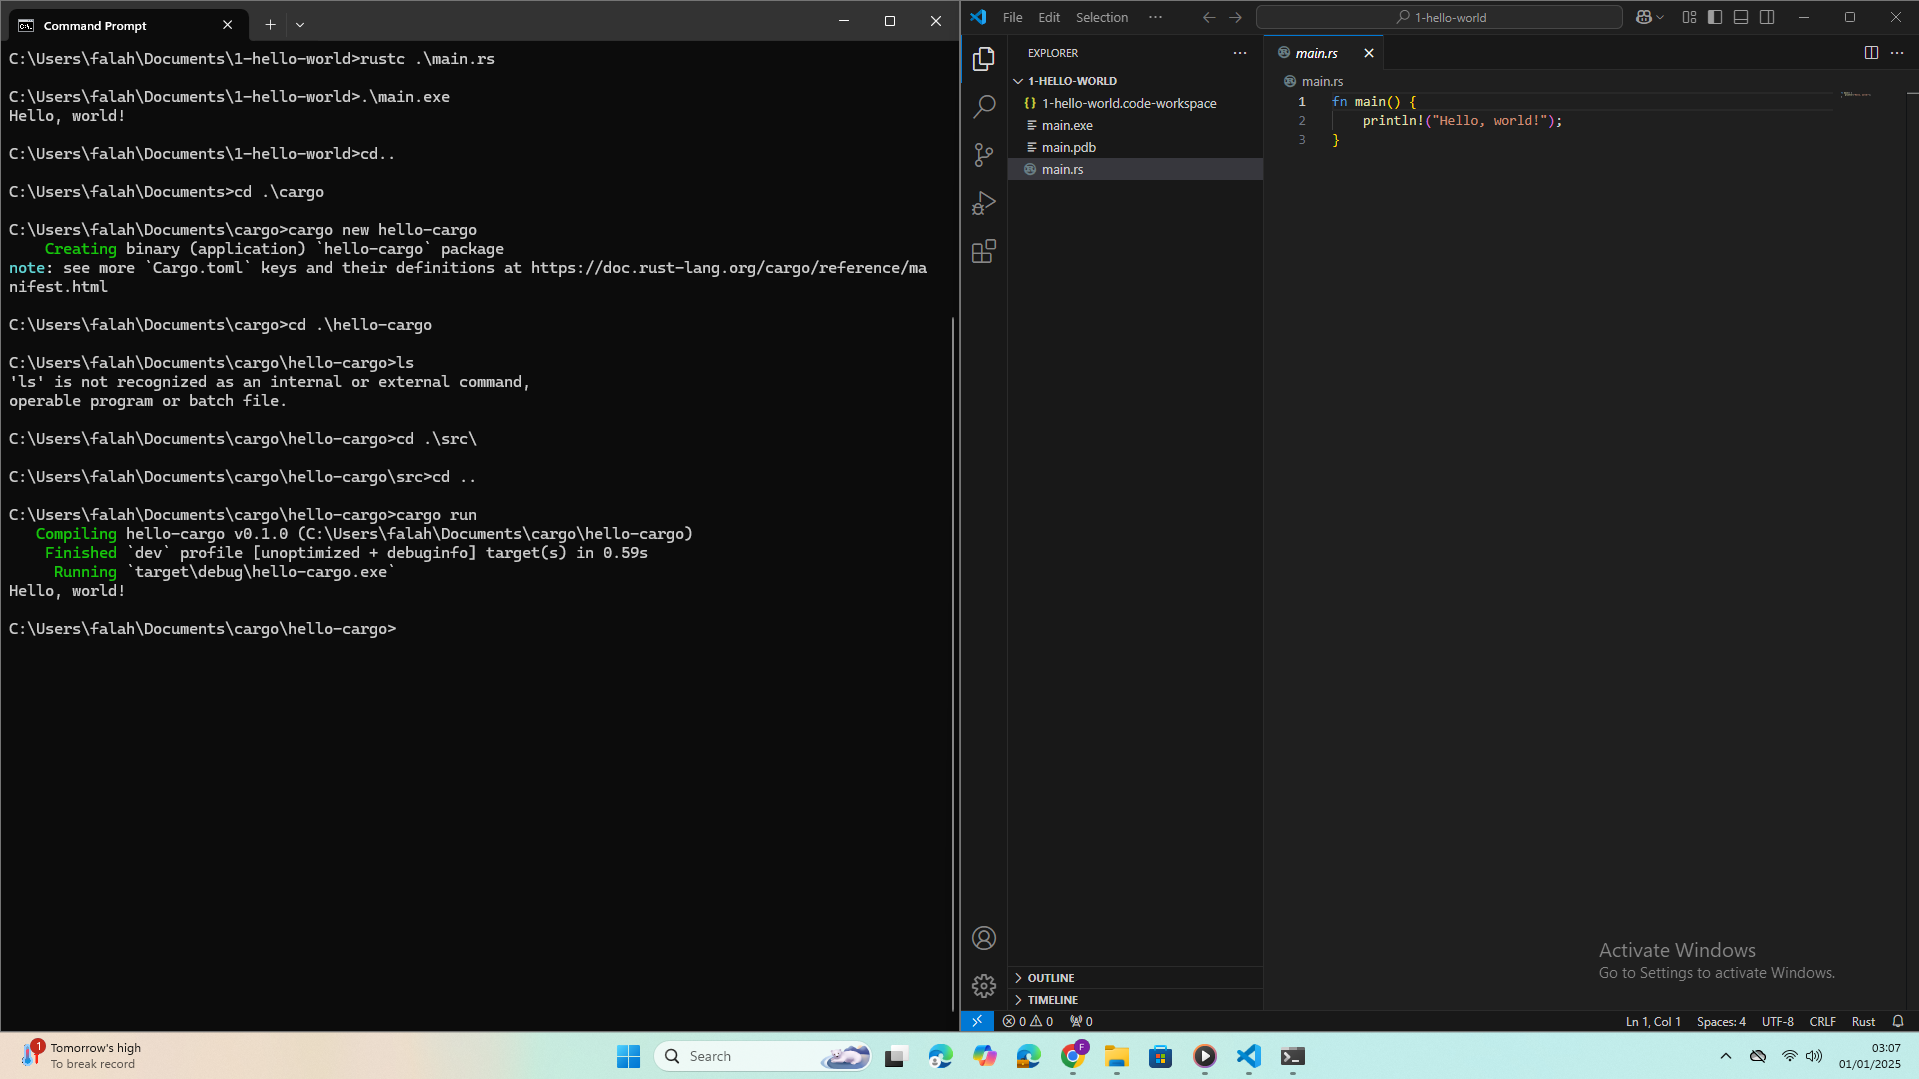 Command Prompt
C:\Users\falah\Documents\1-hello-world>rustc .\main.rs
C:\Users\falah\Documents\1-hello-world>.\main.exe
Hello, world!
C:\Users\falah\Documents\1-hello-world>cd..
C:\Users\falah\Documents>cd .\cargo
C:\Users\falah\Documents\cargo>cargo new hello-cargo
    Creating binary (application) `hello-cargo` package
note: see more `Cargo.toml` keys and their definitions at https://doc.rust-lang.org/cargo/reference/ma
nifest.html
C:\Users\falah\Documents\cargo>cd .\hello-cargo
C:\Users\falah\Documents\cargo\hello-cargo>ls
'ls' is not recognized as an internal or external command,
operable program or batch file.
C:\Users\falah\Documents\cargo\hello-cargo>cd .\src\
C:\Users\falah\Documents\cargo\hello-cargo\src>cd ..
C:\Users\falah\Documents\cargo\hello-cargo>cargo run
   Compiling hello-cargo v0.1.0 (C:\Users\falah\Documents\cargo\hello-cargo)
    Finished `dev` profile [unoptimized + debuginfo] target(s) in 0.59s
     Running `target\debug\hello-cargo.exe`
Hello, world!
C:\Users\falah\Documents\cargo\hello-cargo>
File Edit Selection ···
1-hello-world
EXPLORER
1-HELLO-WORLD
{} 1-hello-world.code-workspace
main.exe
main.pdb
main.rs
OUTLINE
TIMELINE
main.rs
main.rs
1 fn main() {
2     println!("Hello, world!");
3 }
Activate Windows
Go to Settings to activate Windows.
0 0 0
Ln 1, Col 1 Spaces: 4 UTF-8 CRLF Rust
1
Tomorrow's high
To break record
Search
F
03:07
01/01/2025